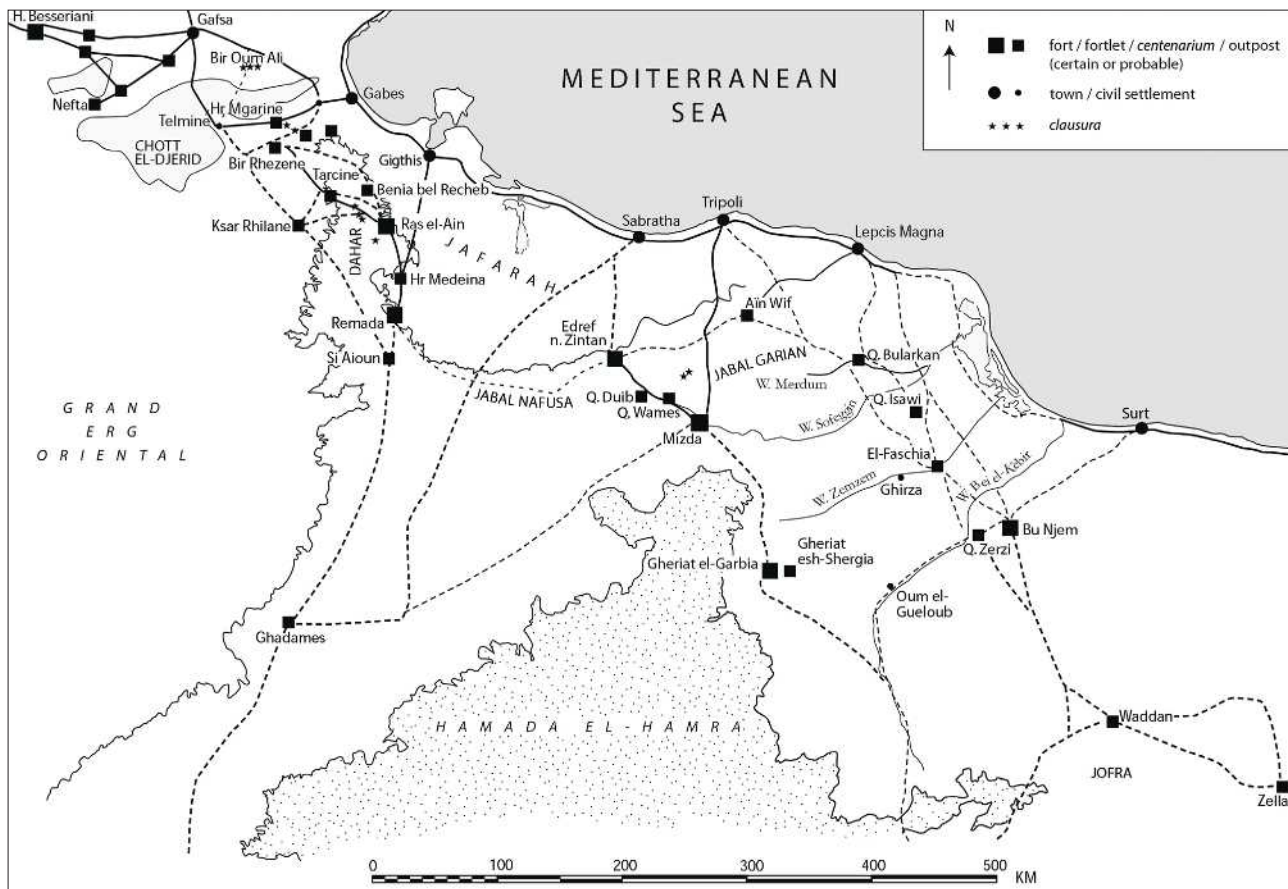 H. Besseriani
Gafsa
Bir Oum Ali
Nefta
Hr Mgarine
Gabes
Telmine
CHOTT
EL-DJERID
Bir Rhezene
Gigthis
Tarcine
Benia bel Recheb
Ksar Rhilane
Ras el-Ain
DAHAR
JAFARAH
Hr Medeina
Remada
Si Aioun
MEDITERRANEAN
SEA
N
fort / fortlet / centenarium / outpost
(certain or probable)
town / civil settlement
clausura
Sabratha
Tripoli
Lepcis Magna
Aïn Wif
Edref
n. Zintan
JABAL GARIAN
JABAL NAFUSA
Q. Duib
Q. Wames
Mizda
Q. Bularkan
W. Merdum
Q. Isawi
W. Sofeggin
Surt
El-Faschia
W. Zemzem
Ghirza
W. Bei el-Kebir
Bu Njem
Q. Zerzi
GRAND
ERG
ORIENTAL
Gheriat el-Garbia
Gheriat
esh-Shergia
Oum el-
Gueloub
Ghadames
HAMADA EL-HAMRA
Waddan
JOFRA
Zella
0 100 200 300 400 500
KM